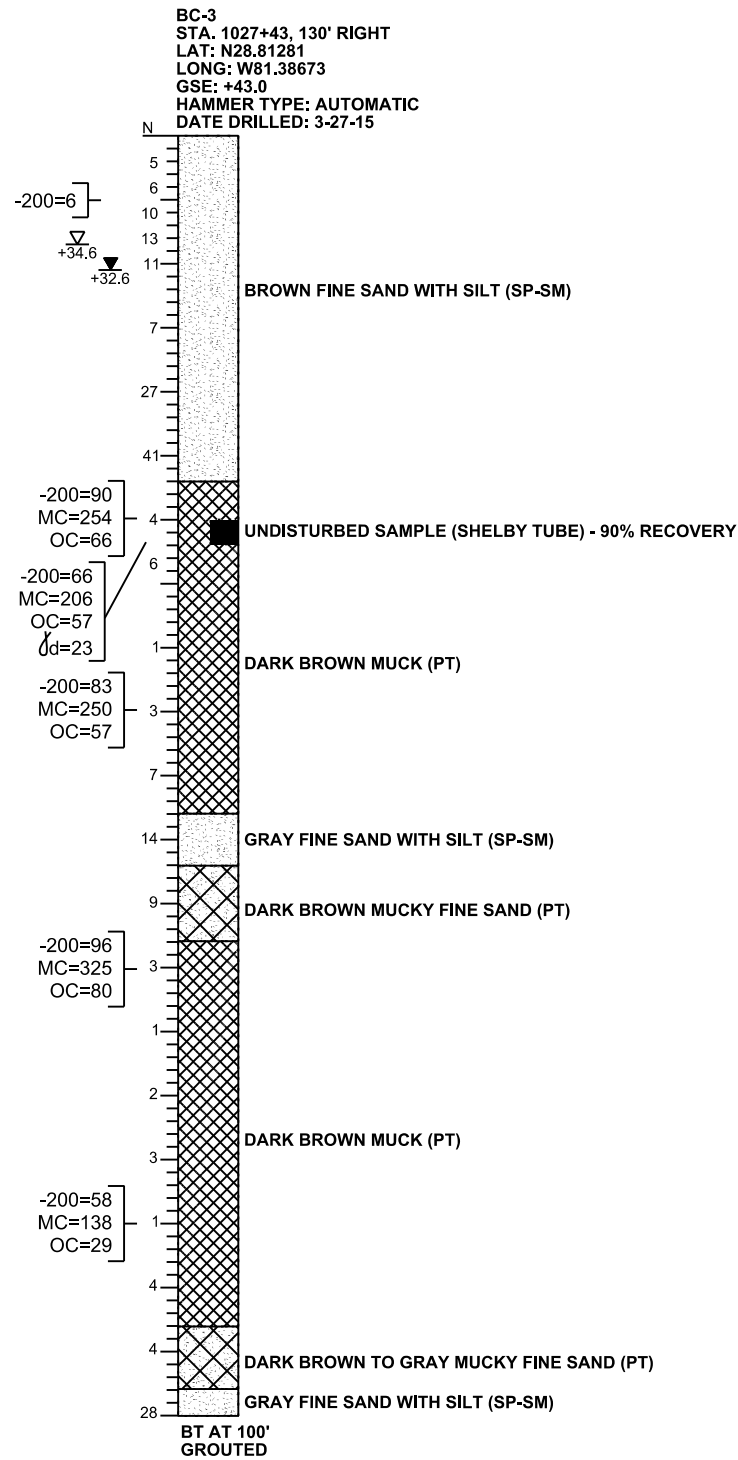 BC-3
STA. 1027+43, 130' RIGHT
LAT: N28.81281
LONG: W81.38673
GSE: +43.0
HAMMER TYPE: AUTOMATIC
DATE DRILLED: 3-27-15
N
5
6
-200=6
10
13
+34.6
11
+32.6
BROWN FINE SAND WITH SILT (SP-SM)
7
27
41
-200=90
MC=254
OC=66
4
UNDISTURBED SAMPLE (SHELBY TUBE) - 90% RECOVERY
6
-200=66
MC=206
OC=57
γd=23
1
DARK BROWN MUCK (PT)
-200=83
MC=250
OC=57
3
7
14
GRAY FINE SAND WITH SILT (SP-SM)
9
DARK BROWN MUCKY FINE SAND (PT)
-200=96
MC=325
OC=80
3
1
2
DARK BROWN MUCK (PT)
3
-200=58
MC=138
OC=29
1
4
4
DARK BROWN TO GRAY MUCKY FINE SAND (PT)
GRAY FINE SAND WITH SILT (SP-SM)
28
BT AT 100'
GROUTED